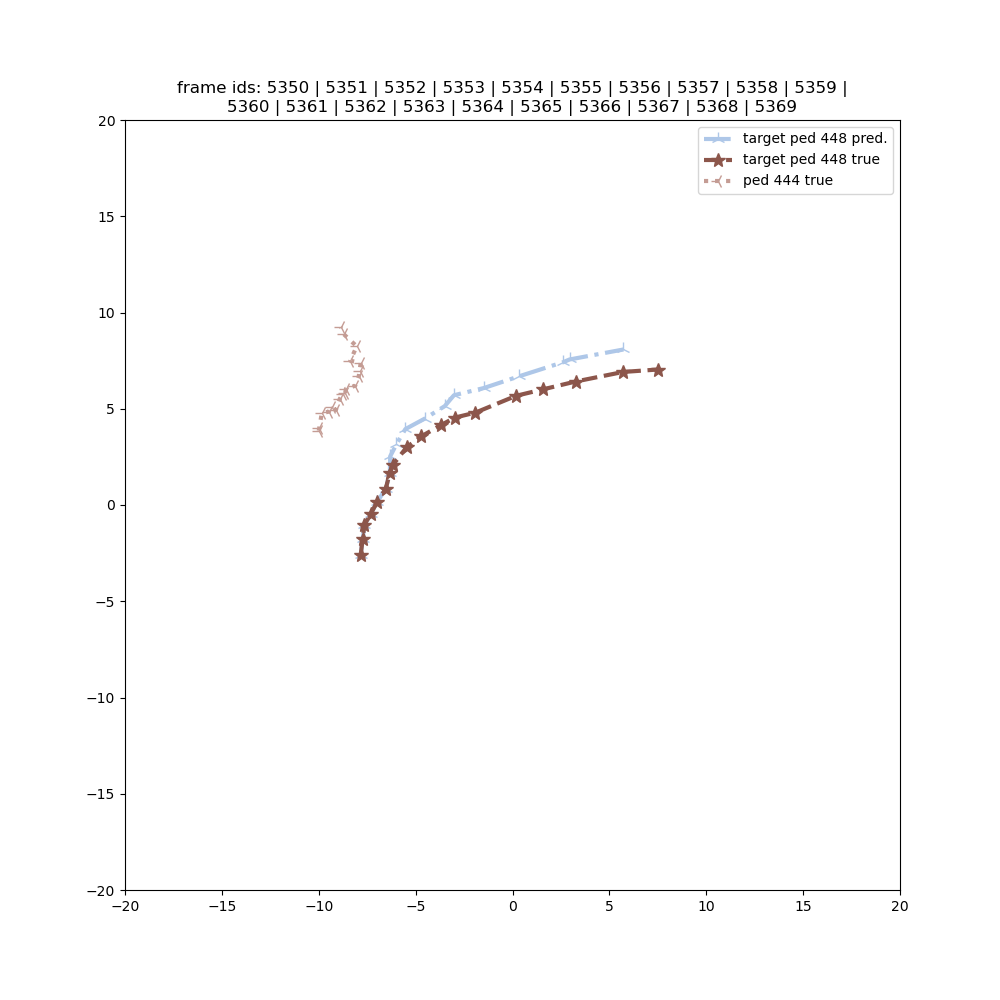 frame ids: 5350 | 5351 | 5352 | 5353 | 5354 | 5355 | 5356 | 5357 | 5358 | 5359 |
5360 | 5361 | 5362 | 5363 | 5364 | 5365 | 5366 | 5367 | 5368 | 5369
target ped 448 pred.
target ped 448 true
ped 444 true
20
15
10
5
0
−5
−10
−15
−20
−20 −15 −10 −5 0 5 10 15 20